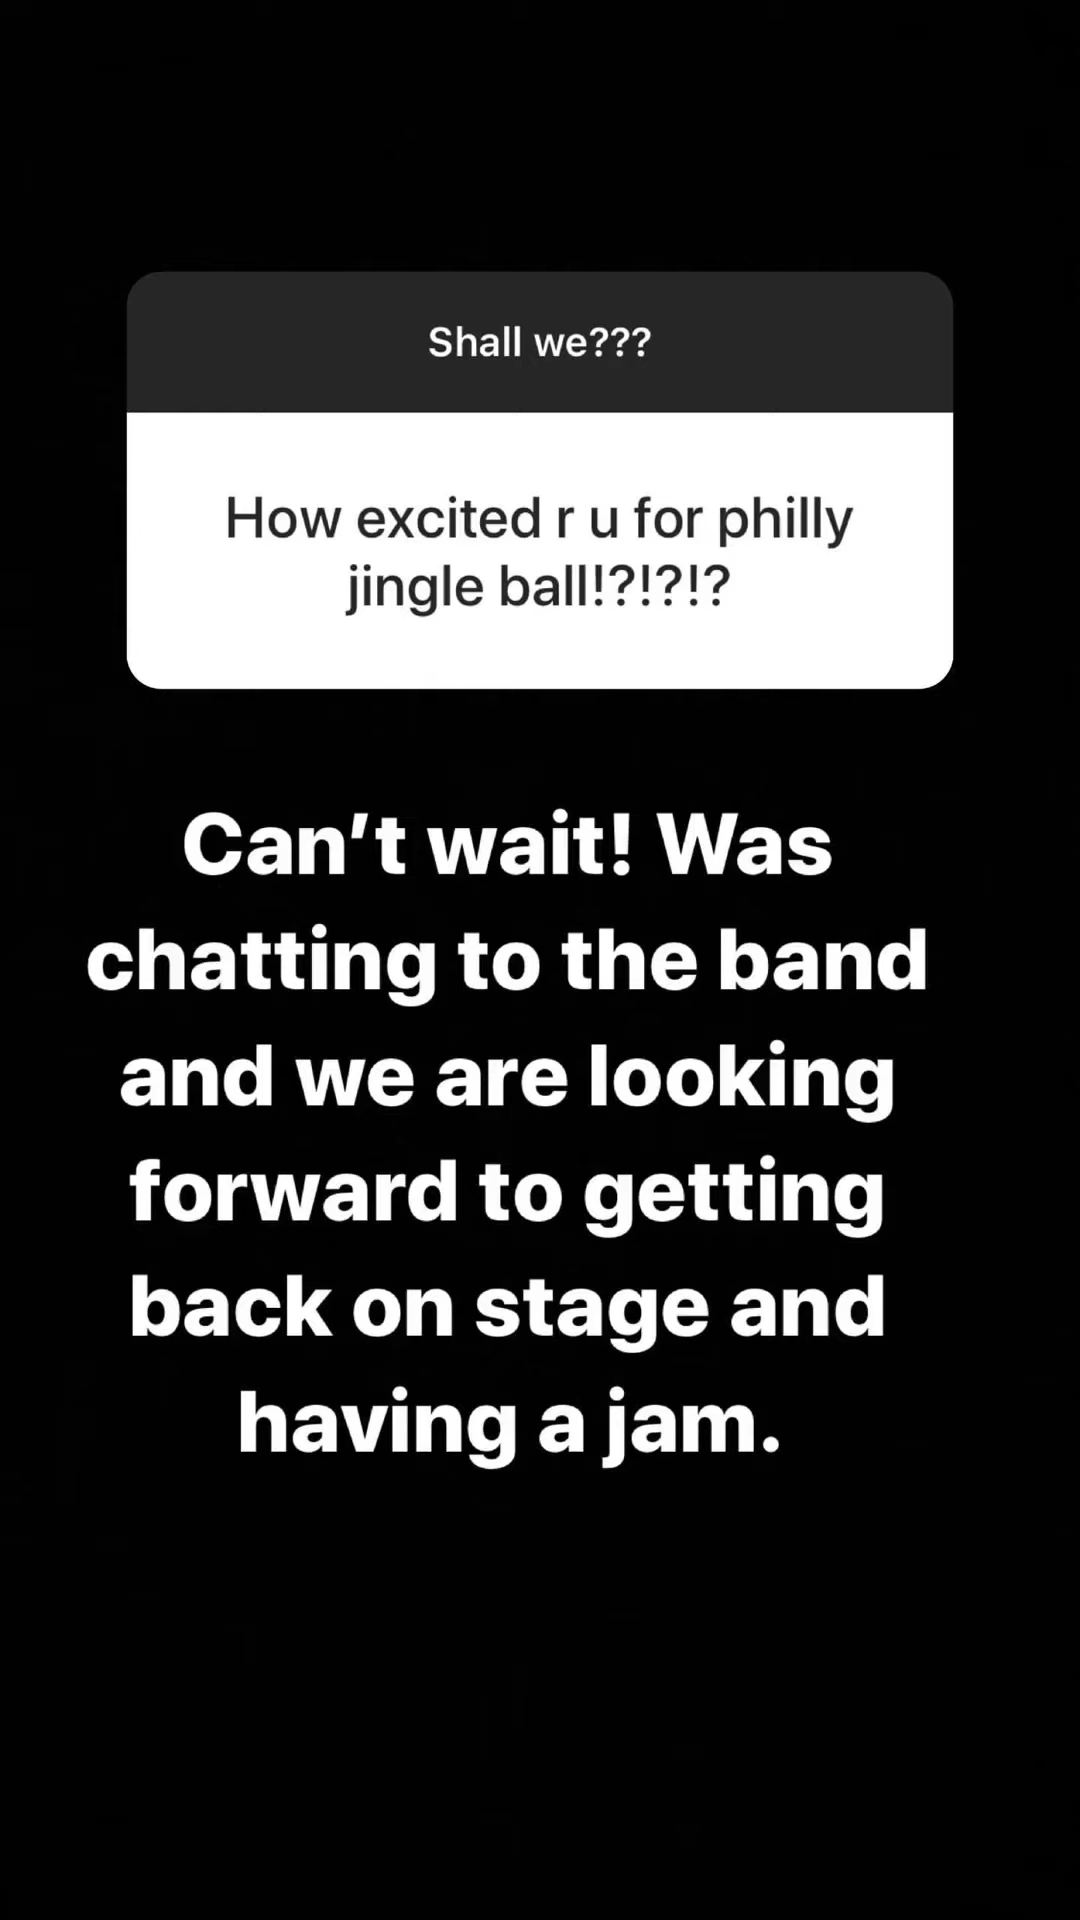 Shall we???
How excited r u for philly
jingle ball!?!?!?
Can’t wait! Was
chatting to the band
and we are looking
forward to getting
back on stage and
having a jam.